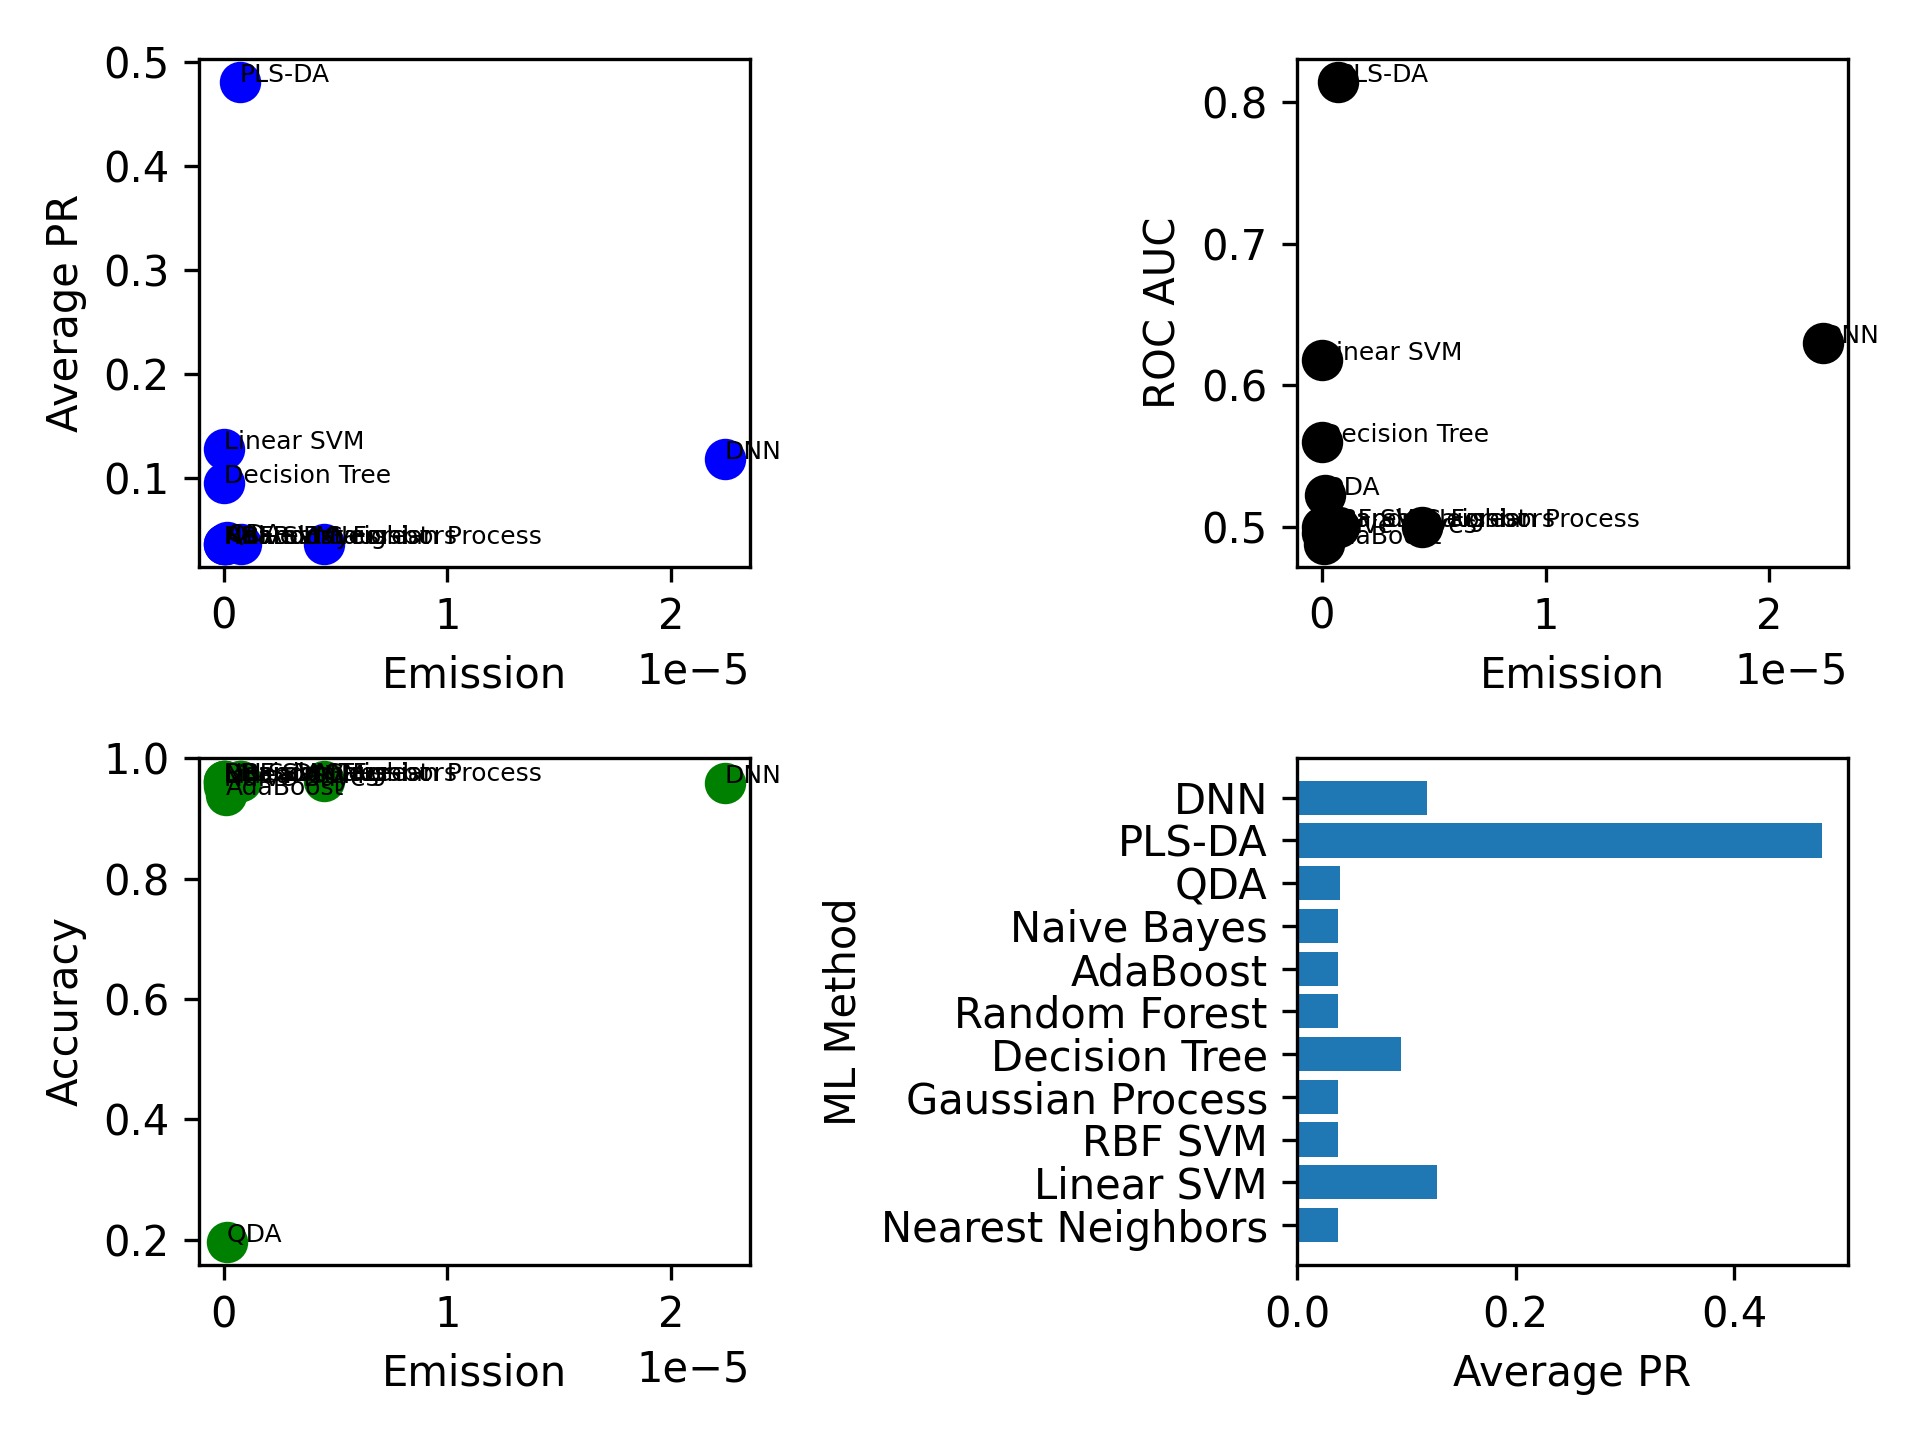 0.5
0.4
0.3
0.2
0.1
Average PR
PLS-DA
Linear SVM
Decision Tree
DNN
Process
0
1
2
Emission
1e−5
0.8
0.7
0.6
0.5
ROC AUC
PLS-DA
Linear SVM
Decision Tree
QDA
DNN
Process
AdaBoost
0
1
2
Emission
1e−5
1.0
0.8
0.6
0.4
0.2
Accuracy
Process
AdaBoost
DNN
QDA
0
1
2
Emission
1e−5
ML Method
DNN
PLS-DA
QDA
Naive Bayes
AdaBoost
Random Forest
Decision Tree
Gaussian Process
RBF SVM
Linear SVM
Nearest Neighbors
0.0
0.2
0.4
Average PR